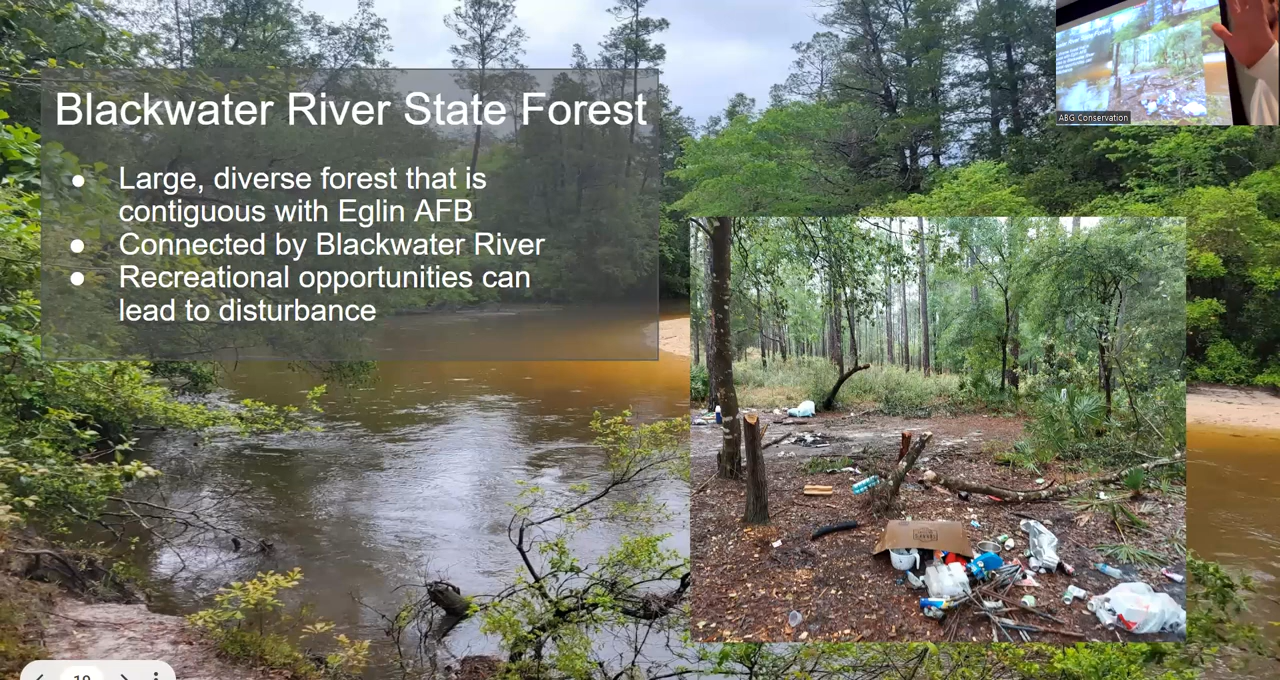 Blackwater River State Forest
● Large, diverse forest that is
contiguous with Eglin AFB
● Connected by Blackwater River
● Recreational opportunities can
lead to disturbance
ABG Conservation